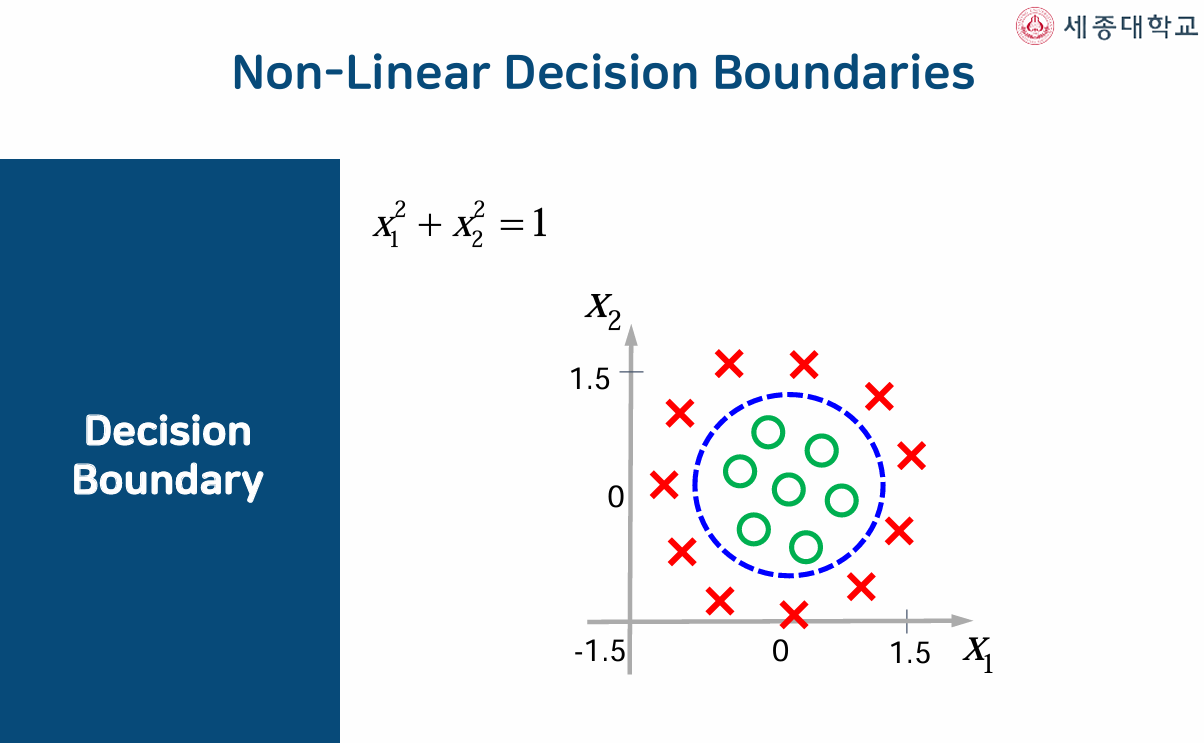 세종대학교
Non-Linear Decision Boundaries
Decision
Boundary
x₁² + x₂² = 1
X₂
1.5
0
-1.5
0
1.5
X₁